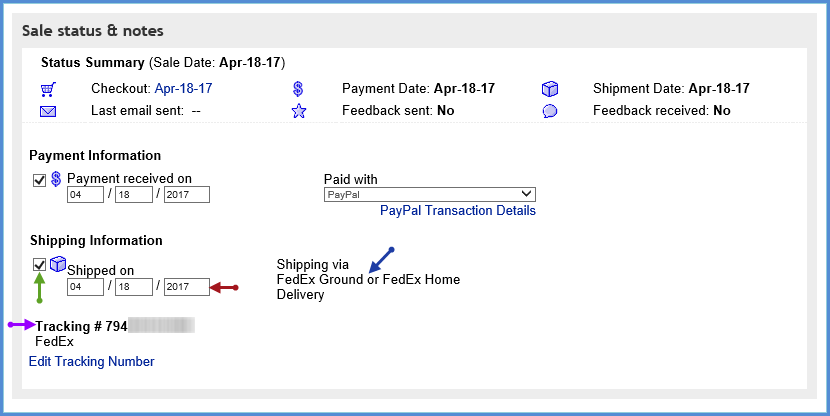 Sale status & notes
Status Summary (Sale Date: Apr-18-17)
Checkout: Apr-18-17 Payment Date: Apr-18-17 Shipment Date: Apr-18-17
Last email sent: -- Feedback sent: No Feedback received: No
Payment Information
Payment received on
04 / 18 / 2017
Paid with
PayPal
PayPal Transaction Details
Shipping Information
Shipped on
04 / 18 / 2017
Shipping via
FedEx Ground or FedEx Home
Delivery
Tracking # 794
FedEx
Edit Tracking Number